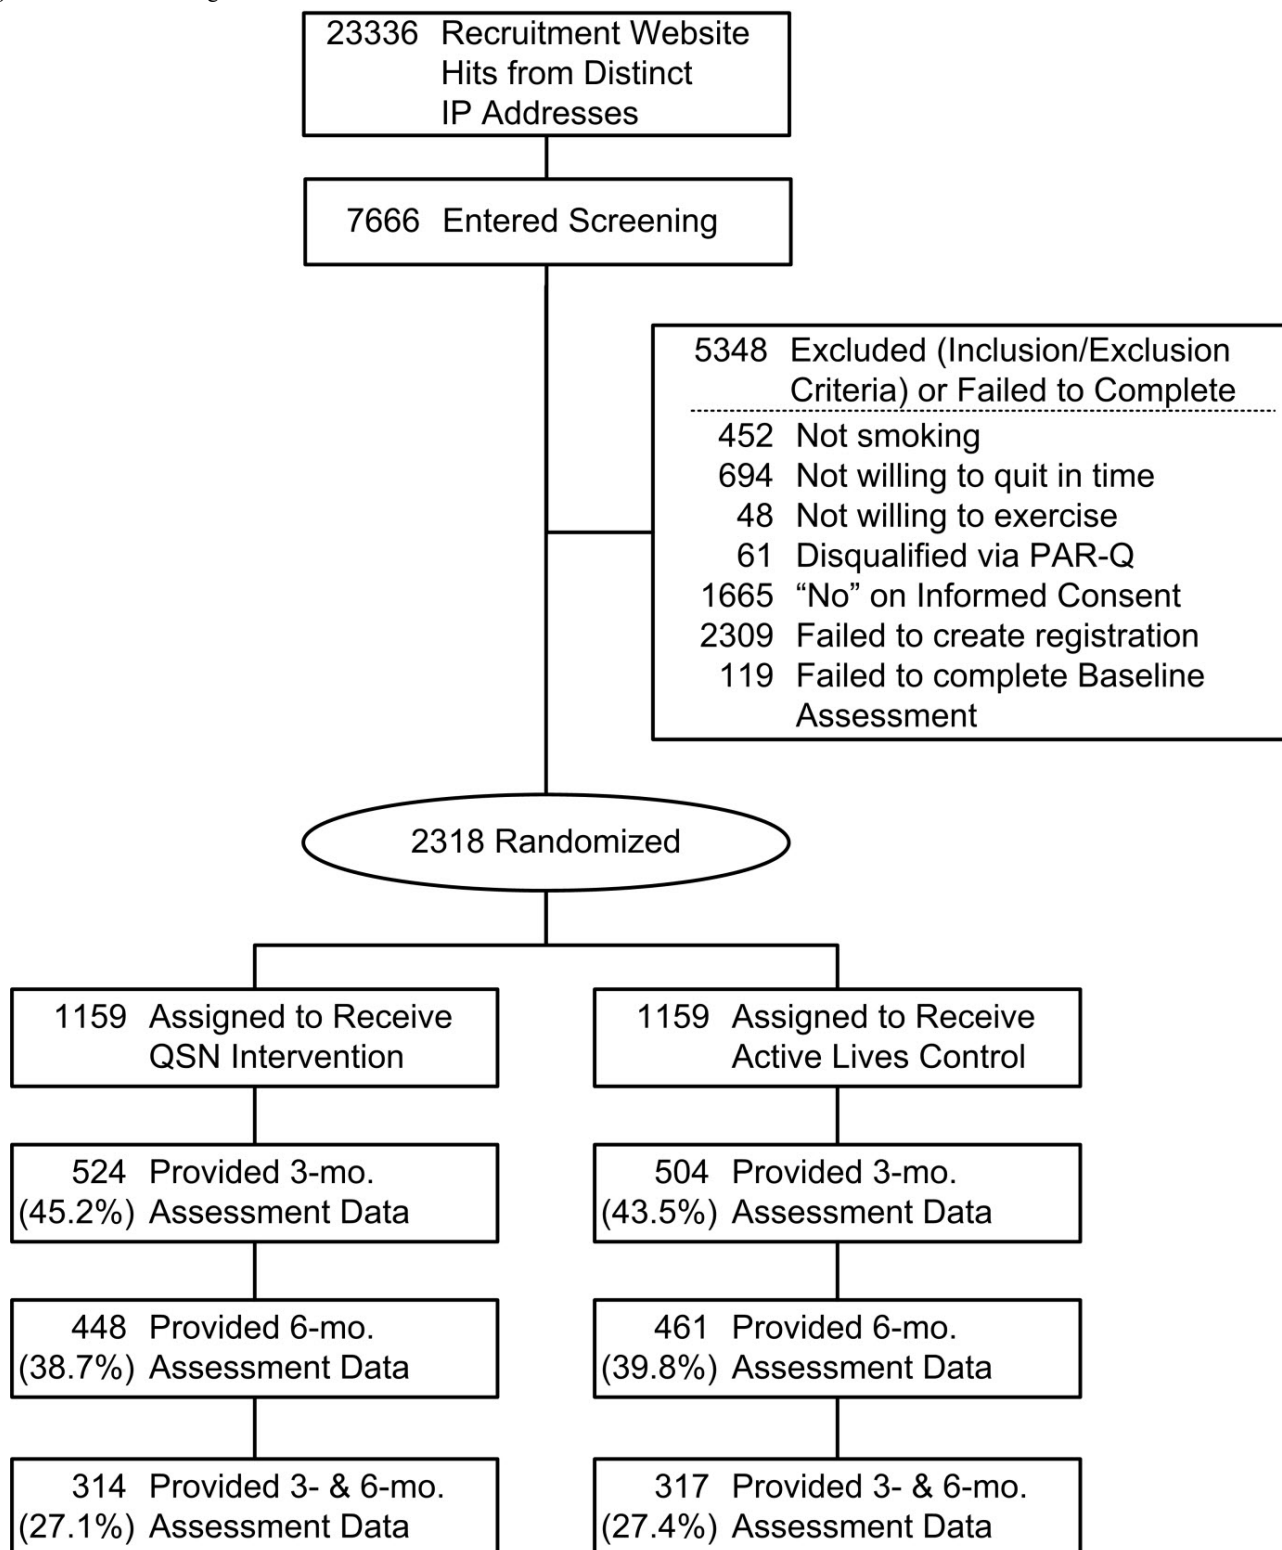 23336 Recruitment Website
Hits from Distinct
IP Addresses
7666 Entered Screening
5348 Excluded (Inclusion/Exclusion
Criteria) or Failed to Complete
452 Not smoking
694 Not willing to quit in time
48 Not willing to exercise
61 Disqualified via PAR-Q
1665 “No” on Informed Consent
2309 Failed to create registration
119 Failed to complete Baseline
Assessment
2318 Randomized
1159 Assigned to Receive
QSN Intervention
1159 Assigned to Receive
Active Lives Control
524 Provided 3-mo.
(45.2%) Assessment Data
504 Provided 3-mo.
(43.5%) Assessment Data
448 Provided 6-mo.
(38.7%) Assessment Data
461 Provided 6-mo.
(39.8%) Assessment Data
314 Provided 3- & 6-mo.
(27.1%) Assessment Data
317 Provided 3- & 6-mo.
(27.4%) Assessment Data